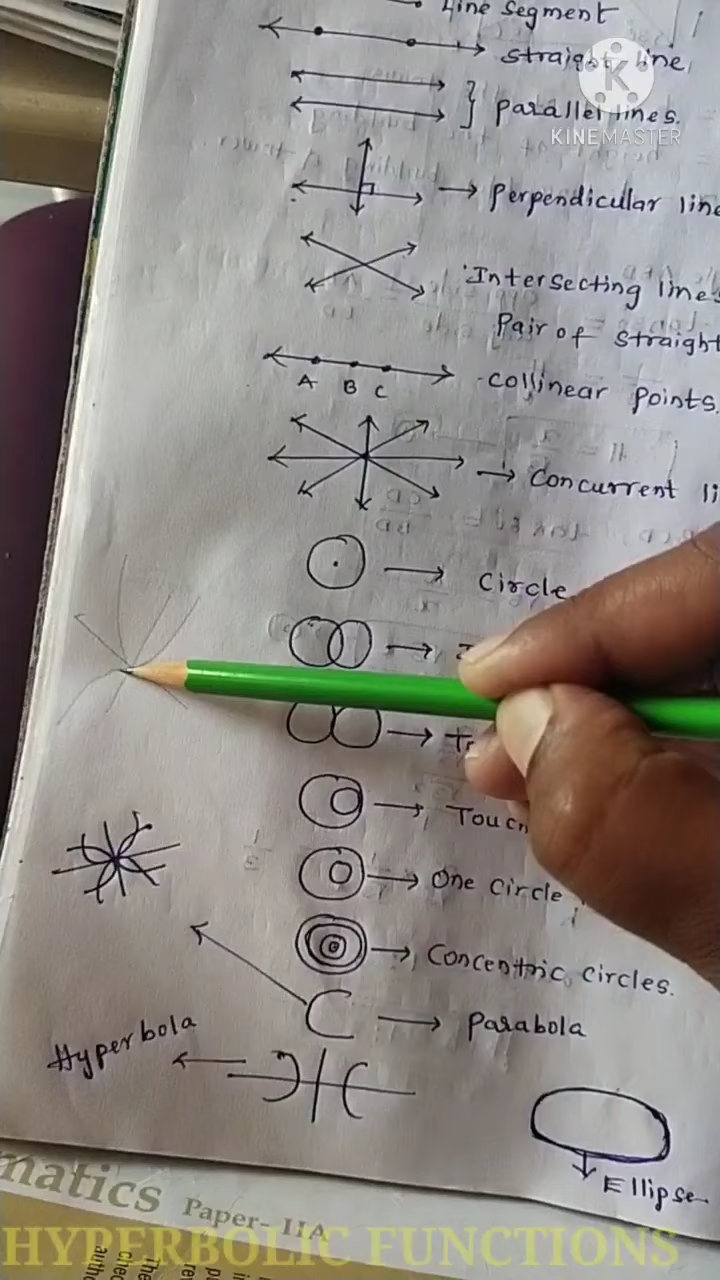 Line Segment
straight line
K
KINEMASTER
parallel lines.
perpendicular line
Intersecting lines
Pair of straight
A B C
collinear points.
concurrent li
circle
Touch
One circle
Concentric circles.
parabola
Hyperbola
Ellipse
matics Paper- IIA
HYPERBOLIC FUNCTIONS